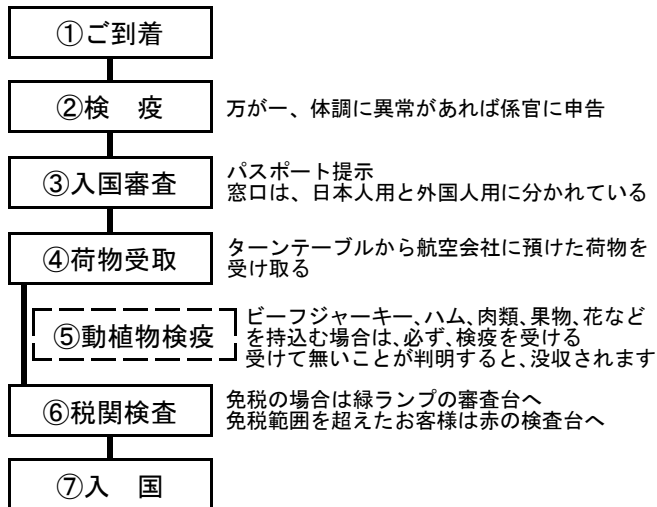 ①ご到着
②検　疫
万が一、体調に異常があれば係官に申告
③入国審査
パスポート提示
窓口は、日本人用と外国人用に分かれている
④荷物受取
ターンテーブルから航空会社に預けた荷物を
受け取る
⑤動植物検疫
ビーフジャーキー、ハム、肉類、果物、花など
を持込む場合は、必ず、検疫を受ける
受けて無いことが判明すると、没収されます
⑥税関検査
免税の場合は緑ランプの審査台へ
免税範囲を超えたお客様は赤の検査台へ
⑦入　国